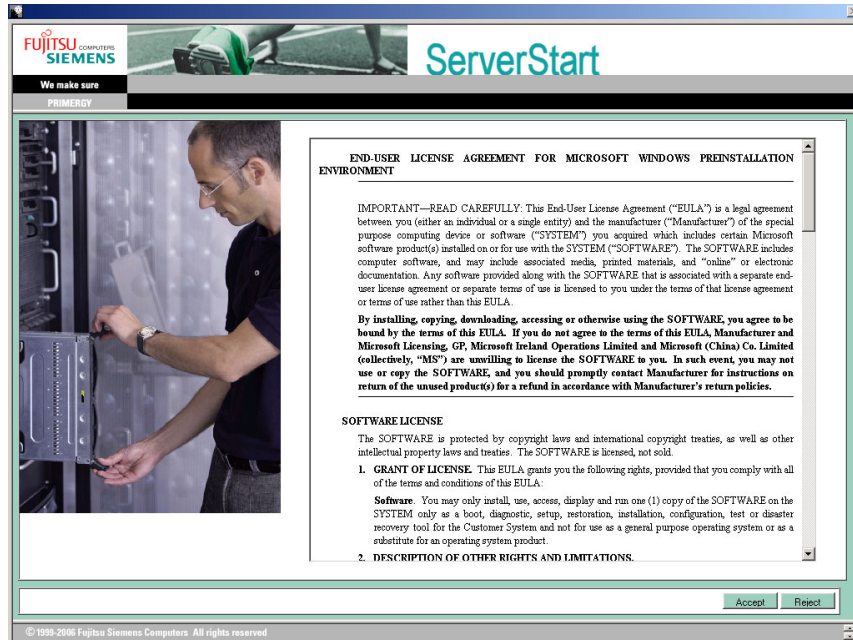 FUJITSU COMPUTERS
SIEMENS
ServerStart
We make sure
PRIMERGY
END-USER LICENSE AGREEMENT FOR MICROSOFT WINDOWS PREINSTALLATION
ENVIRONMENT
IMPORTANT—READ CAREFULLY: This End-User License Agreement (“EULA”) is a legal agreement
between you (either an individual or a single entity) and the manufacturer (“Manufacturer”) of the special
purpose computing device or software (“SYSTEM”) you acquired which includes certain Microsoft
software product(s) installed on or for use with the SYSTEM (“SOFTWARE”). The SOFTWARE includes
computer software, and may include associated media, printed materials, and “online” or electronic
documentation. Any software provided along with the SOFTWARE that is associated with a separate end-
user license agreement or separate terms of use is licensed to you under the terms of that license agreement
or terms of use rather than this EULA.
By installing, copying, downloading, accessing or otherwise using the SOFTWARE, you agree to be
bound by the terms of this EULA. If you do not agree to the terms of this EULA, Manufacturer and
Microsoft Licensing, GP, Microsoft Ireland Operations Limited and Microsoft (China) Co. Limited
(collectively, “MS”) are unwilling to license the SOFTWARE to you. In such event, you may not
use or copy the SOFTWARE, and you should promptly contact Manufacturer for instructions on
return of the unused product(s) for a refund in accordance with Manufacturer’s return policies.
SOFTWARE LICENSE
The SOFTWARE is protected by copyright laws and international copyright treaties, as well as other
intellectual property laws and treaties. The SOFTWARE is licensed, not sold.
1. GRANT OF LICENSE. This EULA grants you the following rights, provided that you comply with all
of the terms and conditions of this EULA:
Software. You may only install, use, access, display and run one (1) copy of the SOFTWARE on the
SYSTEM only as a boot, diagnostic, setup, restoration, installation, configuration, test or disaster
recovery tool for the Customer System and not for use as a general purpose operating system or as a
substitute for an operating system product.
2. DESCRIPTION OF OTHER RIGHTS AND LIMITATIONS.
Accept Reject
© 1999-2006 Fujitsu Siemens Computers All rights reserved